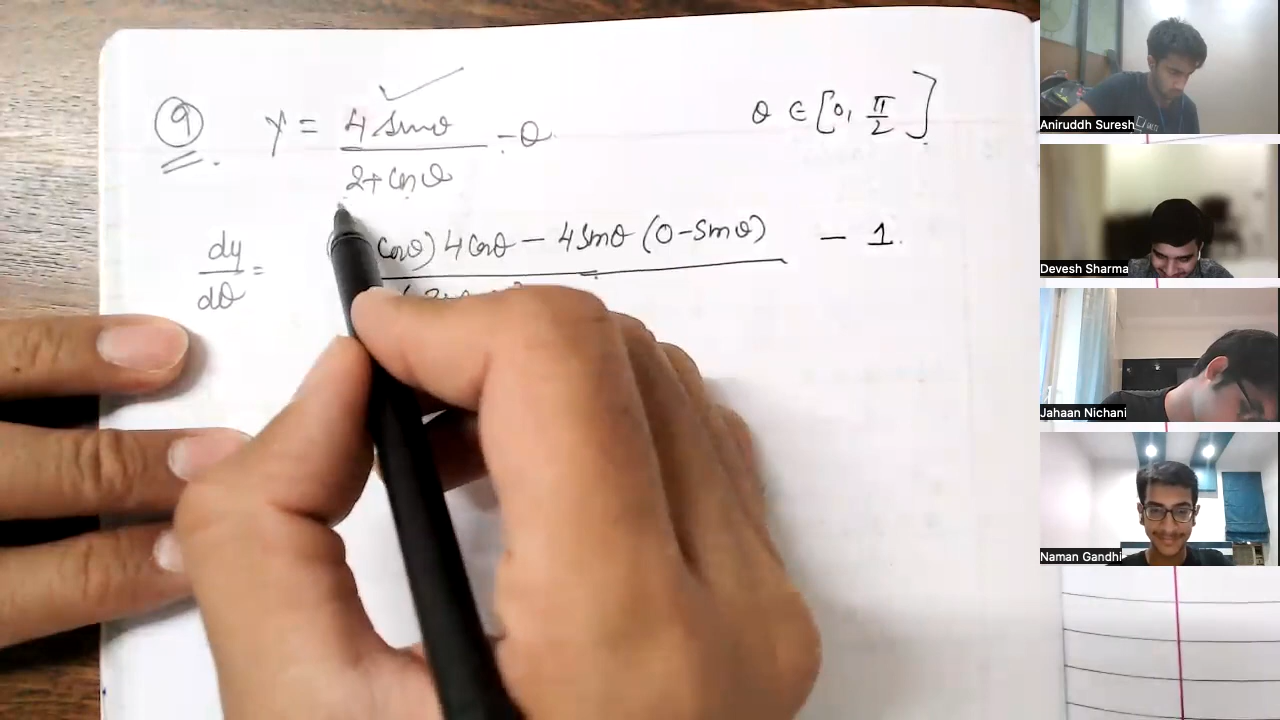 9 y = 4 sinθ / 2+cosθ - θ θ ∈ [0, π/2]
dy/dθ = cosθ) 4cosθ - 4sinθ (0-sinθ) - 1.
Aniruddh Suresh
Devesh Sharma
Jahaan Nichani
Naman Gandhi